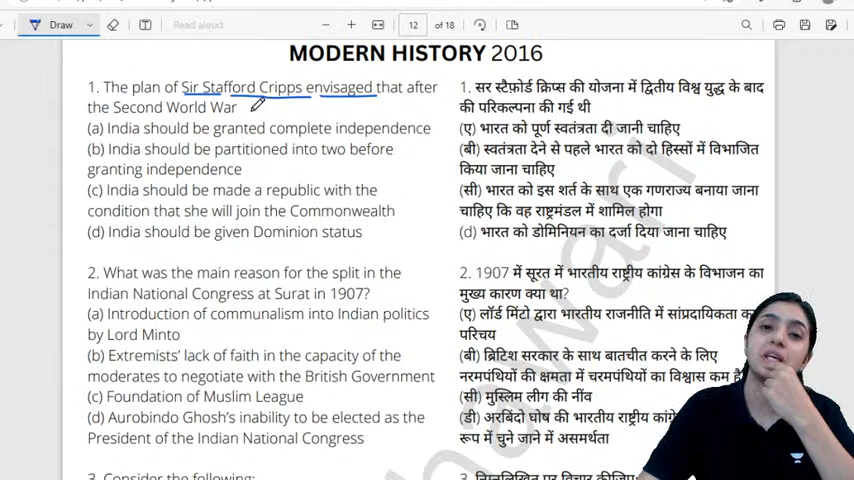 Draw
Read aloud
12
of 18
MODERN HISTORY 2016
1. The plan of Sir Stafford Cripps envisaged that after
the Second World War
(a) India should be granted complete independence
(b) India should be partitioned into two before
granting independence
(c) India should be made a republic with the
condition that she will join the Commonwealth
(d) India should be given Dominion status
2. What was the main reason for the split in the
Indian National Congress at Surat in 1907?
(a) Introduction of communalism into Indian politics
by Lord Minto
(b) Extremists' lack of faith in the capacity of the
moderates to negotiate with the British Government
(c) Foundation of Muslim League
(d) Aurobindo Ghosh's inability to be elected as the
President of the Indian National Congress
3. Consider the following:
1. सर स्टैफ़ोर्ड क्रिप्स की योजना में द्वितीय विश्व युद्ध के बाद
की परिकल्पना की गई थी
(ए) भारत को पूर्ण स्वतंत्रता दी जानी चाहिए
(बी) स्वतंत्रता देने से पहले भारत को दो हिस्सों में विभाजित
किया जाना चाहिए
(सी) भारत को इस शर्त के साथ एक गणराज्य बनाया जाना
चाहिए कि वह राष्ट्रमंडल में शामिल होगा
(d) भारत को डोमिनियन का दर्जा दिया जाना चाहिए
2. 1907 में सूरत में भारतीय राष्ट्रीय कांग्रेस के विभाजन का
मुख्य कारण क्या था?
(ए) लॉर्ड मिंटो द्वारा भारतीय राजनीति में सांप्रदायिकता
परिचय
(बी) ब्रिटिश सरकार के साथ बातचीत करने के लिए
नरमपंथियों की क्षमता में चरमपंथियों का विश्वास कम
(सी) मुस्लिम लीग की नींव
(डी) अरबिंदो घोष की भारतीय राष्ट्रीय
रूप में चुने जाने में असमर्थता
3. निम्नलिखित पर विचार कीजिए: